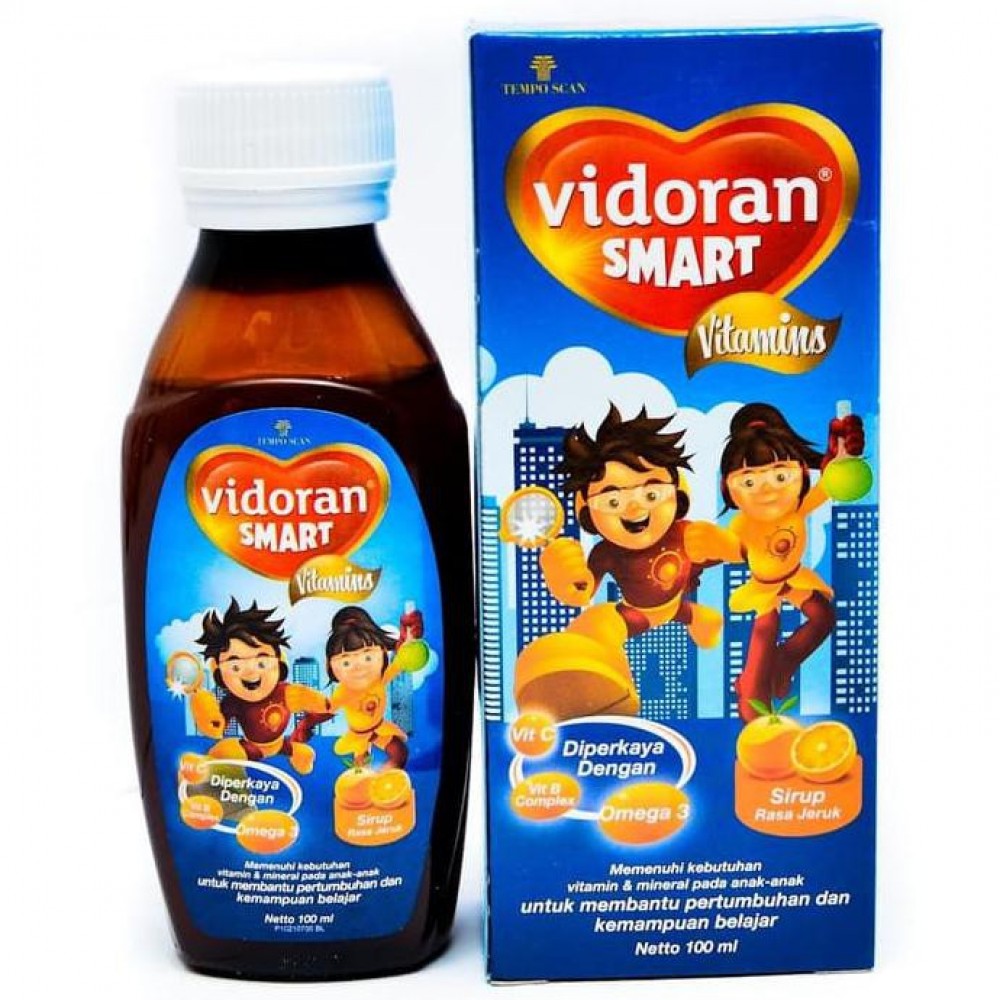 TEMPO SCAN
vidoran®
SMART
Vitamins
Vit C
Diperkaya
Dengan
Vit B
Complex
Omega 3
Sirup
Rasa Jeruk
Memenuhi kebutuhan
vitamin & mineral pada anak-anak
untuk membantu pertumbuhan dan
kemampuan belajar
Netto 100 ml
TEMPO SCAN
vidoran®
SMART
Vitamins
Vit C
Diperkaya
Dengan
Vit B
Complex
Omega 3
Sirup
Rasa Jeruk
Memenuhi kebutuhan
vitamin & mineral pada anak-anak
untuk membantu pertumbuhan dan
kemampuan belajar
Netto 100 ml